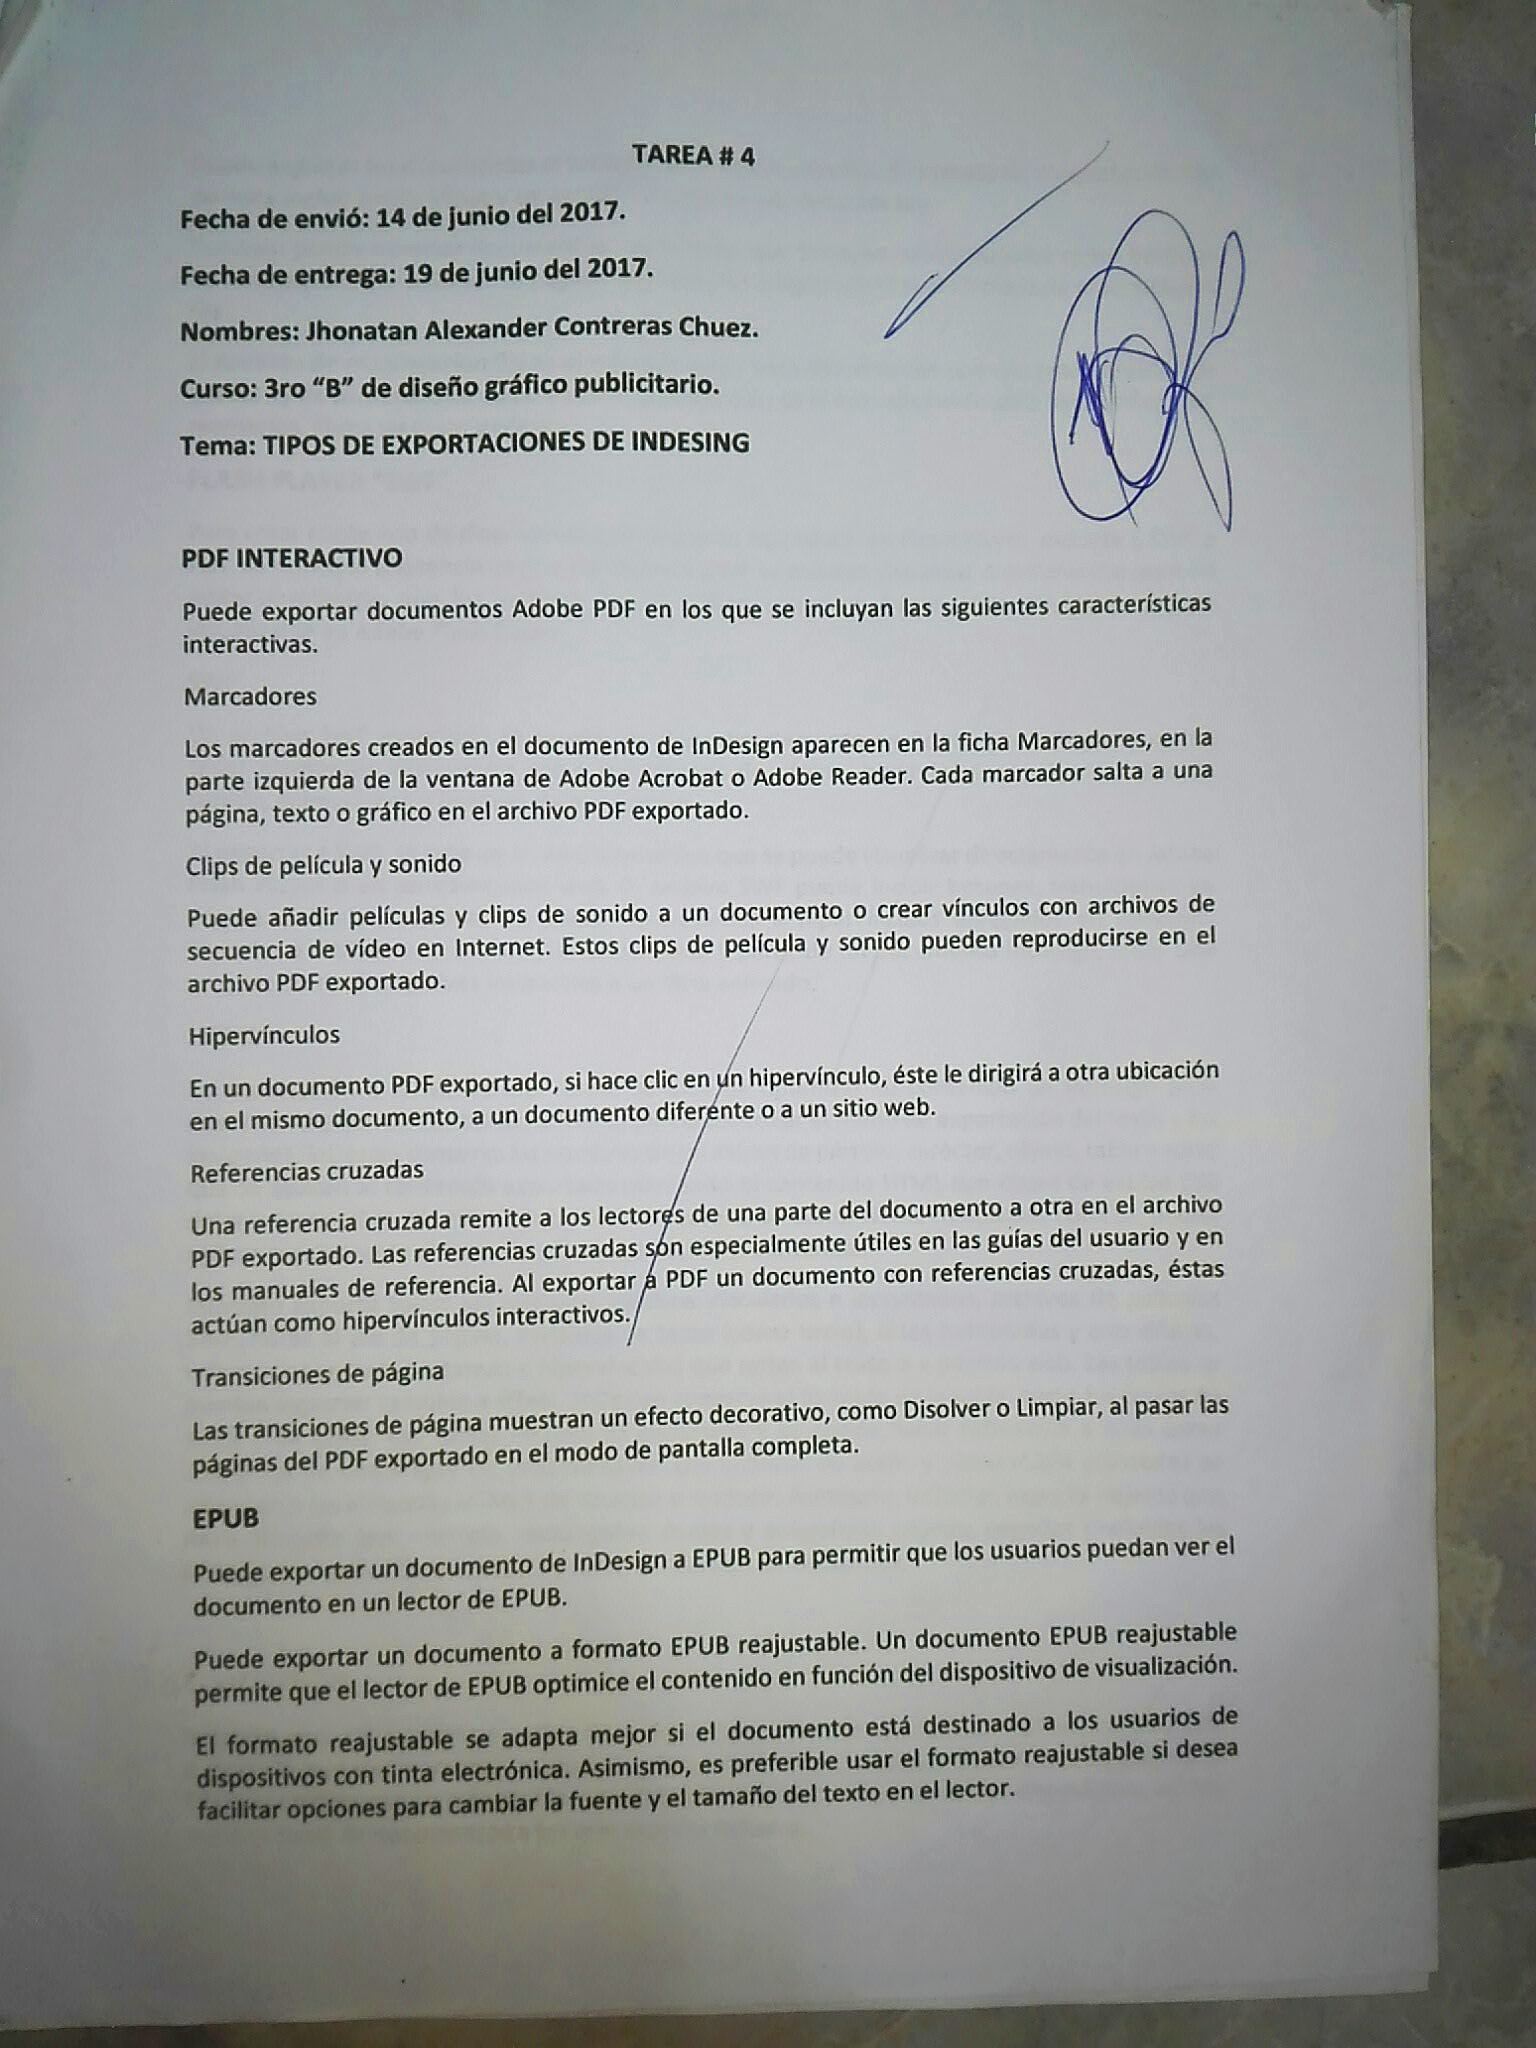 TAREA # 4
Fecha de envió: 14 de junio del 2017.
Fecha de entrega: 19 de junio del 2017.
Nombres: Jhonatan Alexander Contreras Chuez.
Curso: 3ro “B” de diseño gráfico publicitario.
Tema: TIPOS DE EXPORTACIONES DE INDESING
PDF INTERACTIVO
Puede exportar documentos Adobe PDF en los que se incluyan las siguientes características
interactivas.
Marcadores
Los marcadores creados en el documento de InDesign aparecen en la ficha Marcadores, en la
parte izquierda de la ventana de Adobe Acrobat o Adobe Reader. Cada marcador salta a una
página, texto o gráfico en el archivo PDF exportado.
Clips de película y sonido
Puede añadir películas y clips de sonido a un documento o crear vínculos con archivos de
secuencia de vídeo en Internet. Estos clips de película y sonido pueden reproducirse en el
archivo PDF exportado.
Hipervínculos
En un documento PDF exportado, si hace clic en un hipervínculo, éste le dirigirá a otra ubicación
en el mismo documento, a un documento diferente o a un sitio web.
Referencias cruzadas
Una referencia cruzada remite a los lectores de una parte del documento a otra en el archivo
PDF exportado. Las referencias cruzadas son especialmente útiles en las guías del usuario y en
los manuales de referencia. Al exportar a PDF un documento con referencias cruzadas, éstas
actúan como hipervínculos interactivos.
Transiciones de página
Las transiciones de página muestran un efecto decorativo, como Disolver o Limpiar, al pasar las
páginas del PDF exportado en el modo de pantalla completa.
EPUB
Puede exportar un documento de InDesign a EPUB para permitir que los usuarios puedan ver el
documento en un lector de EPUB.
Puede exportar un documento a formato EPUB reajustable. Un documento EPUB reajustable
permite que el lector de EPUB optimice el contenido en función del dispositivo de visualización.
El formato reajustable se adapta mejor si el documento está destinado a los usuarios de
dispositivos con tinta electrónica. Asimismo, es preferible usar el formato reajustable si desea
facilitar opciones para cambiar la fuente y el tamaño del texto en el lector.